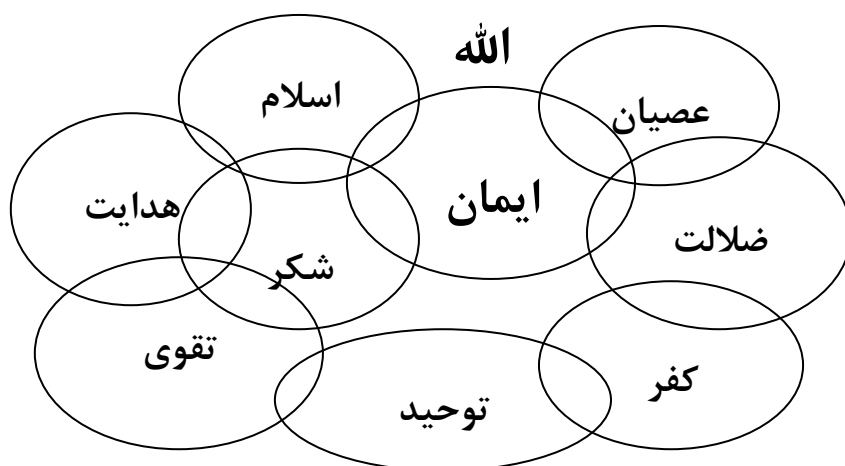 الله
اسلام
عصیان
ایمان
هدایت
ضلالت
شکر
تقوی
کفر
توحید